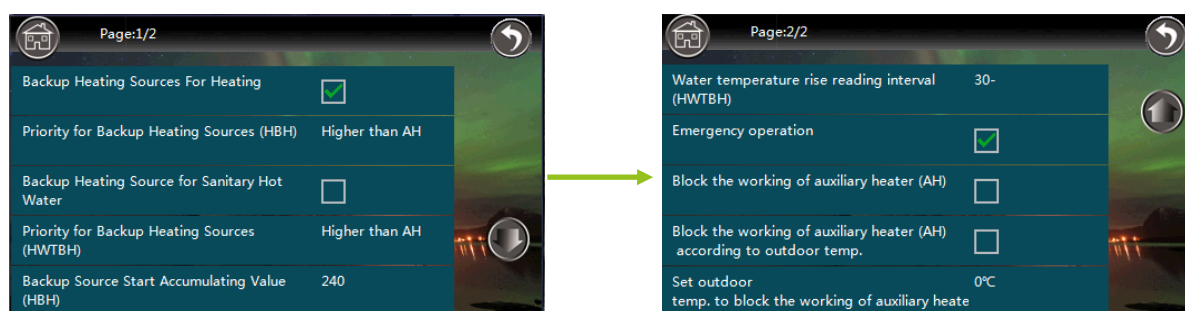 Page:1/2
Backup Heating Sources For Heating
Priority for Backup Heating Sources (HBH) Higher than AH
Backup Heating Source for Sanitary Hot
Water
Priority for Backup Heating Sources Higher than AH
(HWTBH)
Backup Source Start Accumulating Value 240
(HBH)
Page:2/2
Water temperature rise reading interval 30-
(HWTBH)
Emergency operation
Block the working of auxiliary heater (AH)
Block the working of auxiliary heater (AH)
according to outdoor temp.
Set outdoor 0℃
temp. to block the working of auxiliary heate